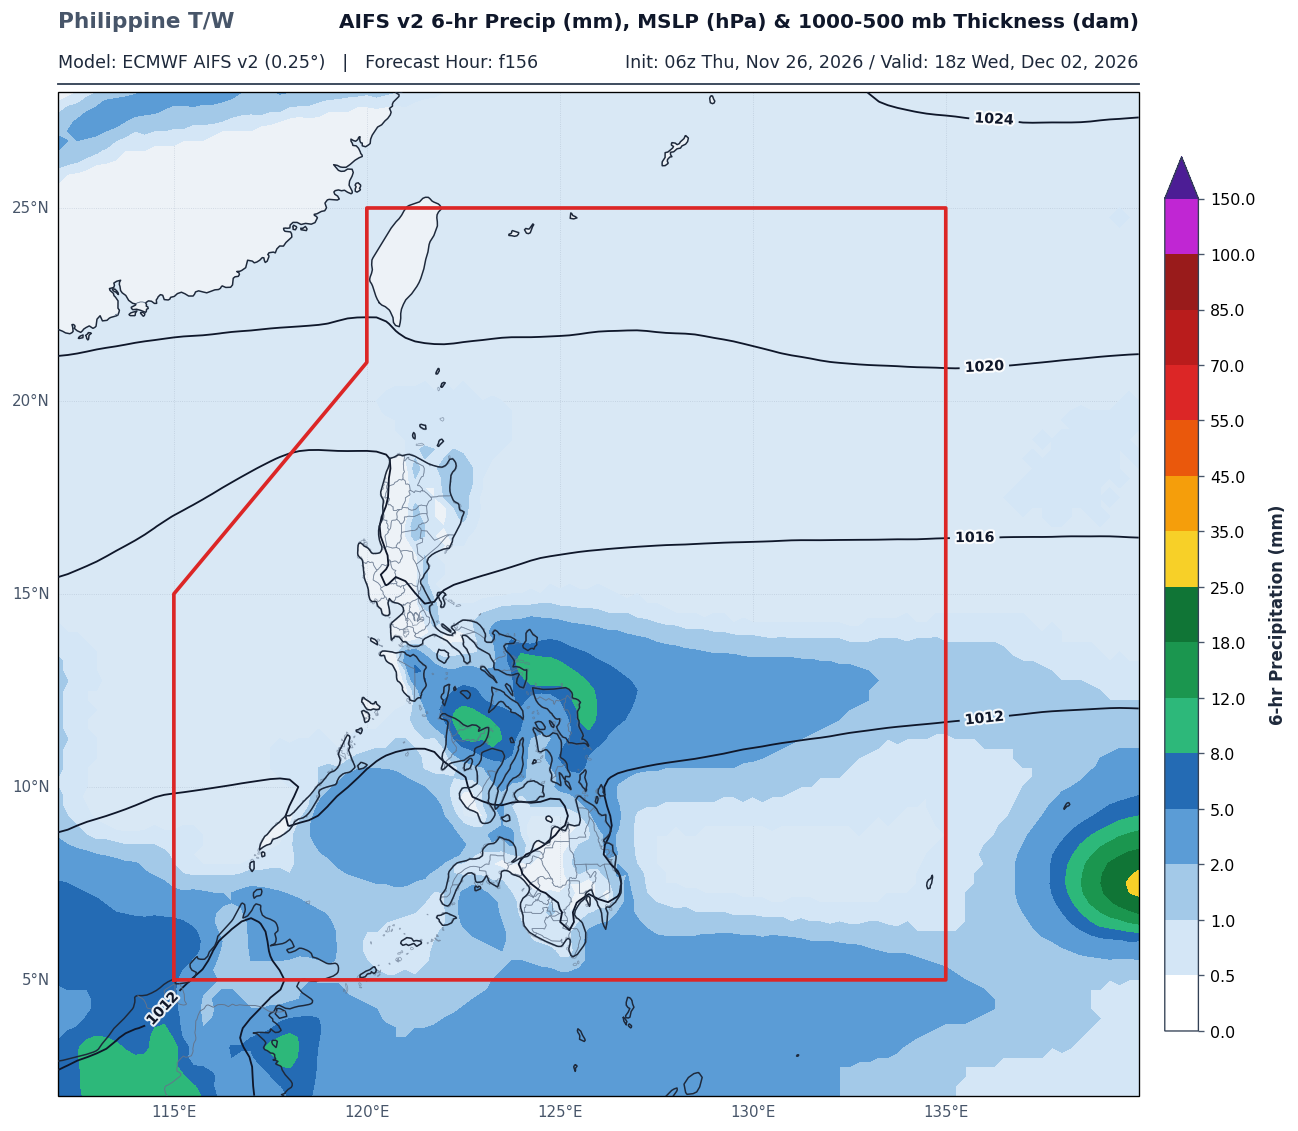 Philippine T/W
AIFS v2 6-hr Precip (mm), MSLP (hPa) & 1000-500 mb Thickness (dam)
Model: ECMWF AIFS v2 (0.25°) | Forecast Hour: f156
Init: 06z Thu, Nov 26, 2026 / Valid: 18z Wed, Dec 02, 2026
1024
1020
1016
1012
1012
25°N
20°N
15°N
10°N
5°N
115°E
120°E
125°E
130°E
135°E
150.0
100.0
85.0
70.0
55.0
45.0
35.0
25.0
18.0
12.0
8.0
5.0
2.0
1.0
0.5
0.0
6-hr Precipitation (mm)